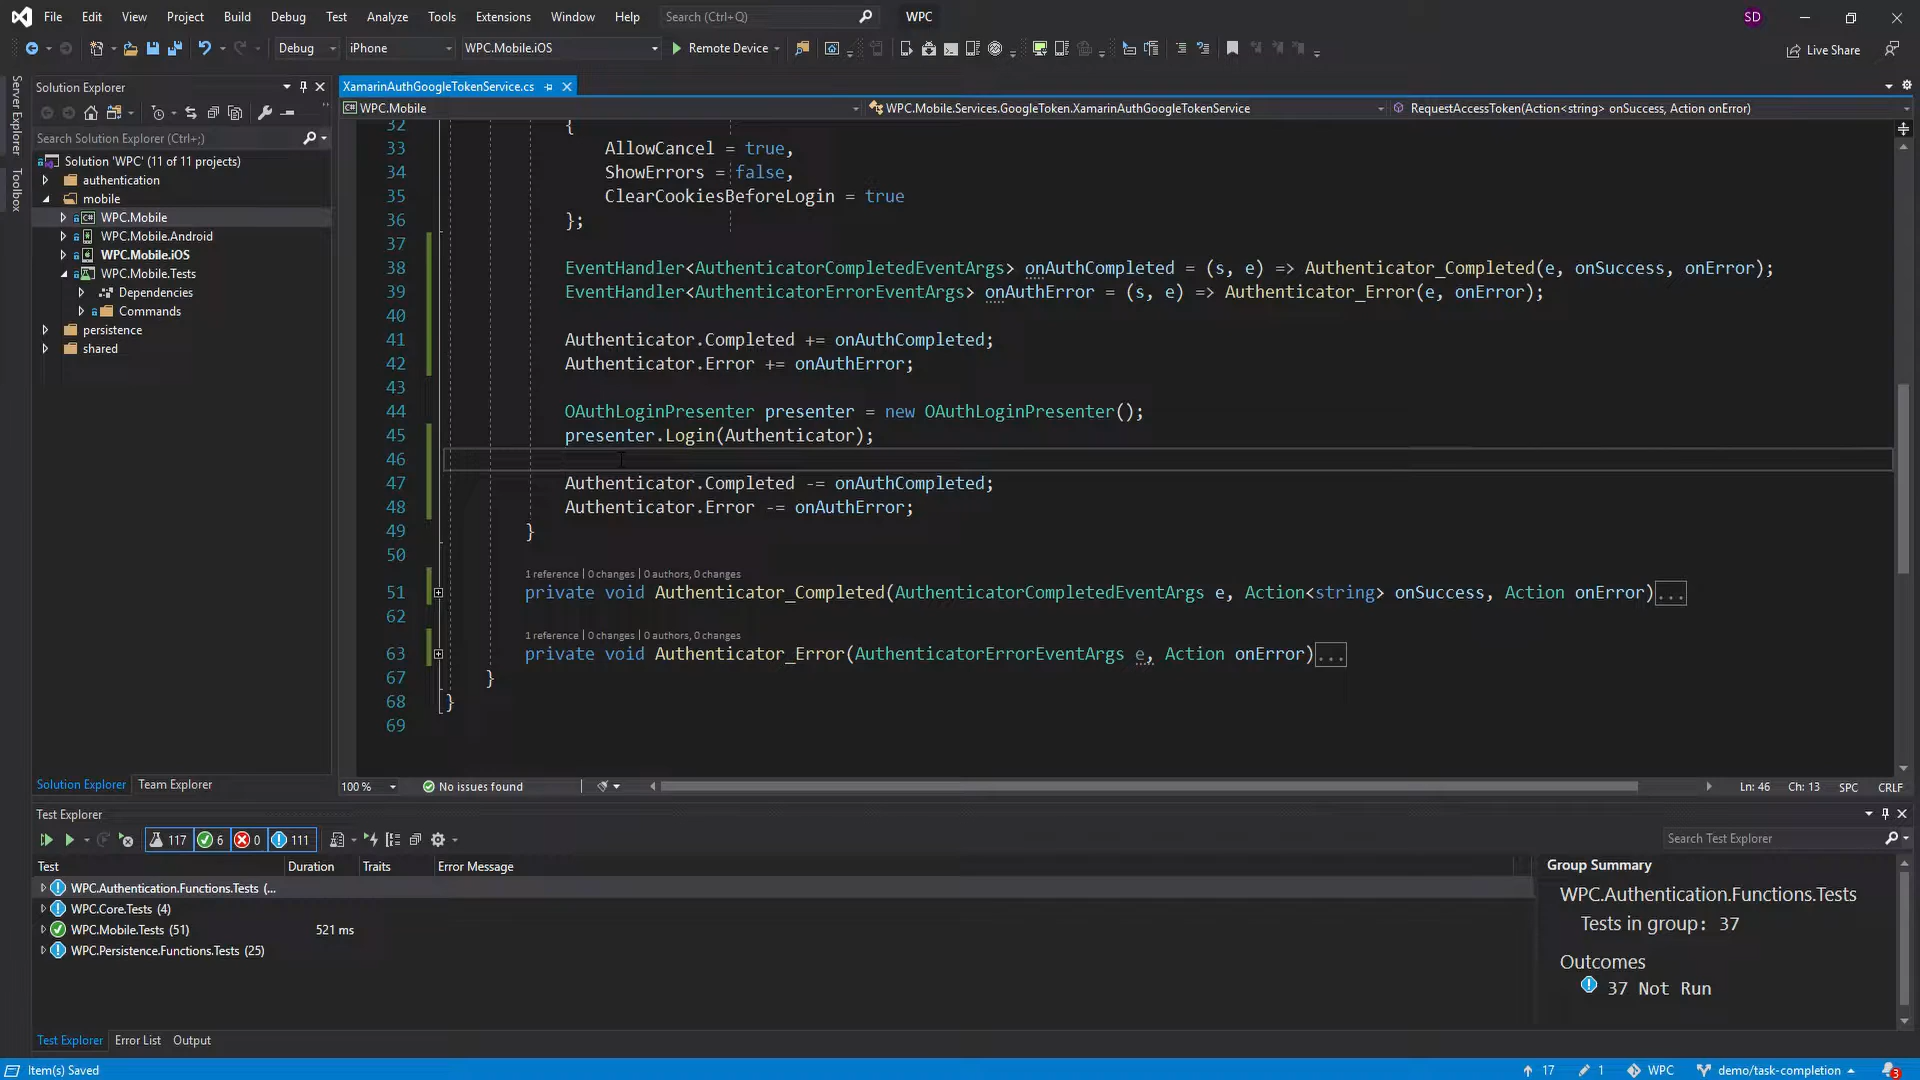 File Edit View Project Build Debug Test Analyze Tools Extensions Window Help Search (Ctrl+Q) WPC SD
Debug iPhone WPC.Mobile.iOS Remote Device Live Share
Server Explorer
Toolbox
Solution Explorer
Search Solution Explorer (Ctrl+;)
Solution 'WPC' (11 of 11 projects)
authentication
mobile
WPC.Mobile
WPC.Mobile.Android
WPC.Mobile.iOS
WPC.Mobile.Tests
Dependencies
Commands
persistence
shared
Solution Explorer Team Explorer
XamarinAuthGoogleTokenService.cs
WPC.Mobile WPC.Mobile.Services.GoogleToken.XamarinAuthGoogleTokenService RequestAccessToken(Action<string> onSuccess, Action onError)
32 {
33 AllowCancel = true,
34 ShowErrors = false,
35 ClearCookiesBeforeLogin = true
36 };
37
38 EventHandler<AuthenticatorCompletedEventArgs> onAuthCompleted = (s, e) => Authenticator_Completed(e, onSuccess, onError);
39 EventHandler<AuthenticatorErrorEventArgs> onAuthError = (s, e) => Authenticator_Error(e, onError);
40
41 Authenticator.Completed += onAuthCompleted;
42 Authenticator.Error += onAuthError;
43
44 OAuthLoginPresenter presenter = new OAuthLoginPresenter();
45 presenter.Login(Authenticator);
46
47 Authenticator.Completed -= onAuthCompleted;
48 Authenticator.Error -= onAuthError;
49 }
50
1 reference | 0 changes | 0 authors, 0 changes
51 private void Authenticator_Completed(AuthenticatorCompletedEventArgs e, Action<string> onSuccess, Action onError)...
62
1 reference | 0 changes | 0 authors, 0 changes
63 private void Authenticator_Error(AuthenticatorErrorEventArgs e, Action onError)...
67 }
68 }
69
100 % No issues found Ln: 46 Ch: 13 SPC CRLF
Test Explorer
117 6 0 111 Search Test Explorer
Test Duration Traits Error Message
WPC.Authentication.Functions.Tests (...
WPC.Core.Tests (4)
WPC.Mobile.Tests (51) 521 ms
WPC.Persistence.Functions.Tests (25)
Group Summary
WPC.Authentication.Functions.Tests
Tests in group: 37
Outcomes
37 Not Run
Test Explorer Error List Output
Item(s) Saved 17 1 WPC demo/task-completion 3